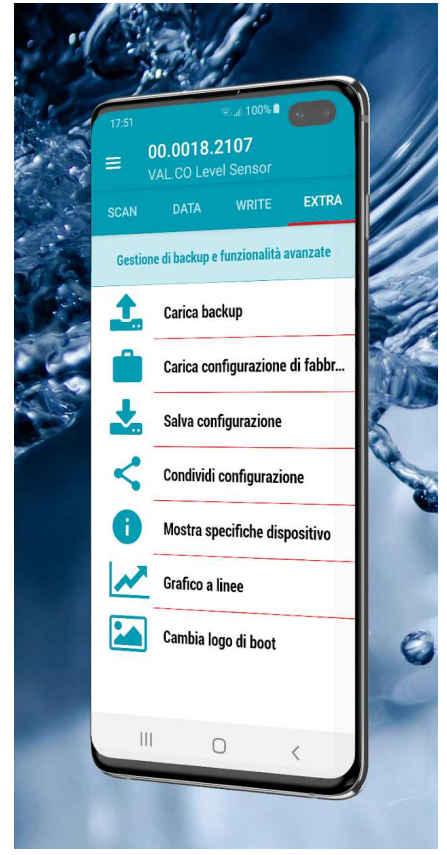 17:51
100%
00.0018.2107
VAL.CO Level Sensor
SCAN DATA WRITE EXTRA
Gestione di backup e funzionalità avanzate
Carica backup
Carica configurazione di fabbr...
Salva configurazione
Condividi configurazione
Mostra specifiche dispositivo
Grafico a linee
Cambia logo di boot